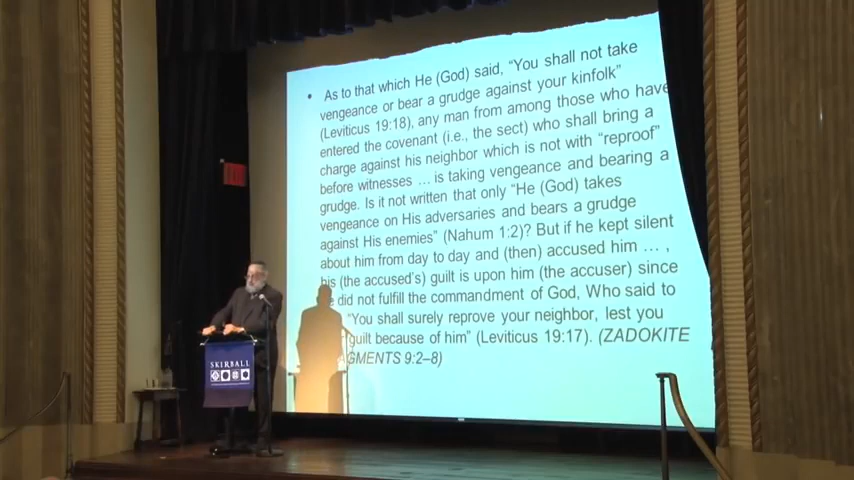 • As to that which He (God) said, "You shall not take
vengeance or bear a grudge against your kinfolk"
(Leviticus 19:18), any man from among those who have
entered the covenant (i.e., the sect) who shall bring a
charge against his neighbor which is not with "reproof"
before witnesses … is taking vengeance and bearing a
grudge. Is it not written that only "He (God) takes
vengeance on His adversaries and bears a grudge
against His enemies" (Nahum 1:2)? But if he kept silent
about him from day to day and (then) accused him … ,
his (the accused's) guilt is upon him (the accuser) since
did not fulfill the commandment of God, Who said to
"You shall surely reprove your neighbor, lest you
guilt because of him" (Leviticus 19:17). (ZADOKITE
GMENTS 9:2–8)
SKIRBALL